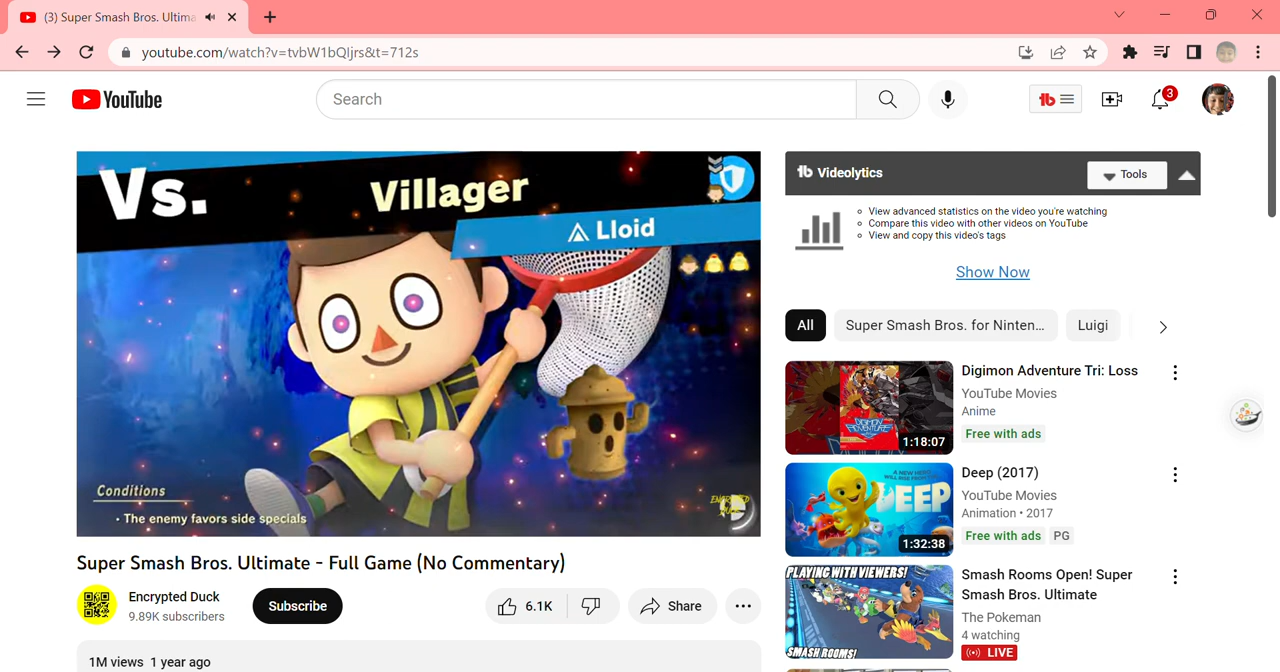 (3) Super Smash Bros. Ultima
youtube.com/watch?v=tvbW1bQljrs&t=712s
YouTube
Search
3
Vs.
Villager
Lloid
Conditions
• The enemy favors side specials
ENCRYPTED
DUCK
Super Smash Bros. Ultimate - Full Game (No Commentary)
Encrypted Duck
9.89K subscribers
Subscribe
6.1K
Share
1M views 1 year ago
Videolytics
Tools
View advanced statistics on the video you're watching
Compare this video with other videos on YouTube
View and copy this video's tags
Show Now
All
Super Smash Bros. for Ninten...
Luigi
DIGIMON
ADVENTURE
1:18:07
Digimon Adventure Tri: Loss
YouTube Movies
Anime
Free with ads
DEEP
1:32:38
Deep (2017)
YouTube Movies
Animation • 2017
Free with ads
PG
PLAYING WITH VIEWERS!
SMASH ROOMS!
Smash Rooms Open! Super
Smash Bros. Ultimate
The Pokeman
4 watching
LIVE